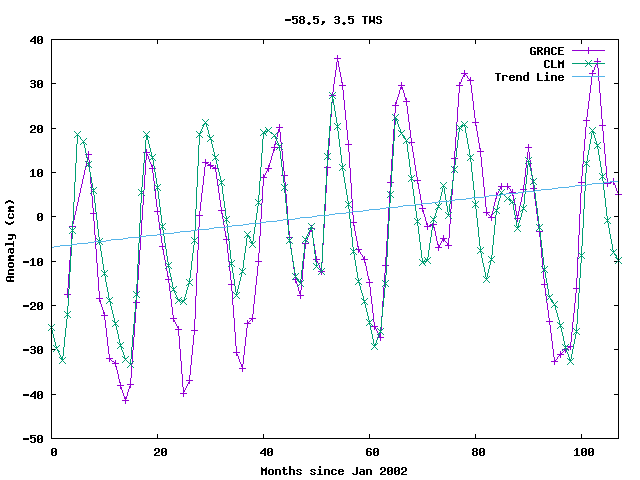 -58.5, 3.5 TWS
GRACE
CLM
Trend Line
40
30
20
10
0
-10
-20
-30
-40
-50
Anomaly (cm)
0 20 40 60 80 100
Months since Jan 2002